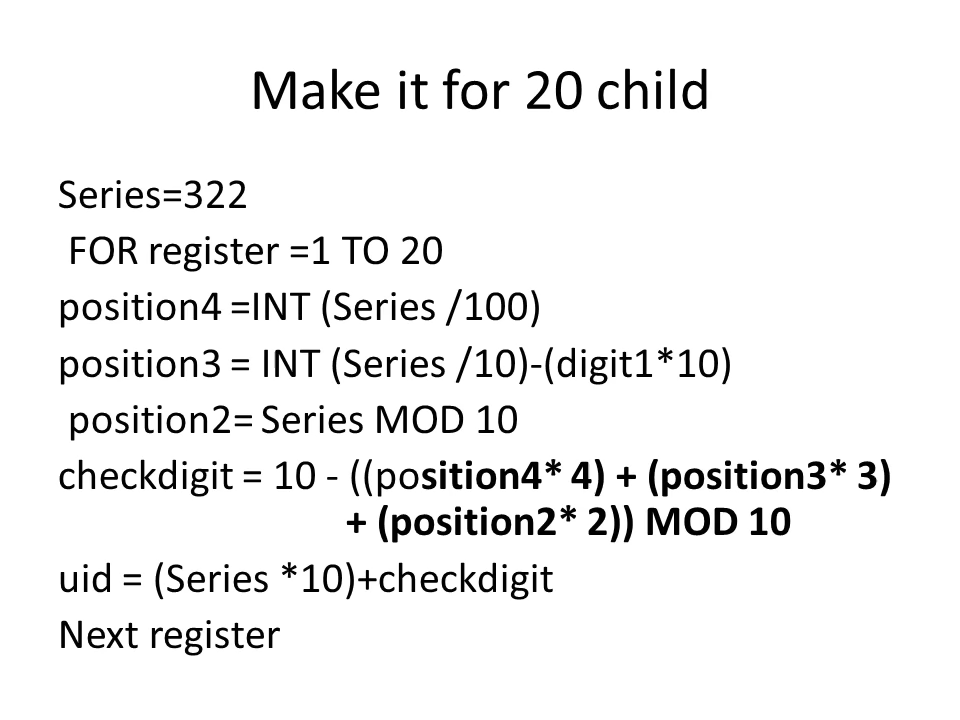 Make it for 20 child
Series=322
FOR register =1 TO 20
position4 =INT (Series /100)
position3 = INT (Series /10)-(digit1*10)
position2= Series MOD 10
checkdigit = 10 - ((position4* 4) + (position3* 3)
+ (position2* 2)) MOD 10
uid = (Series *10)+checkdigit
Next register